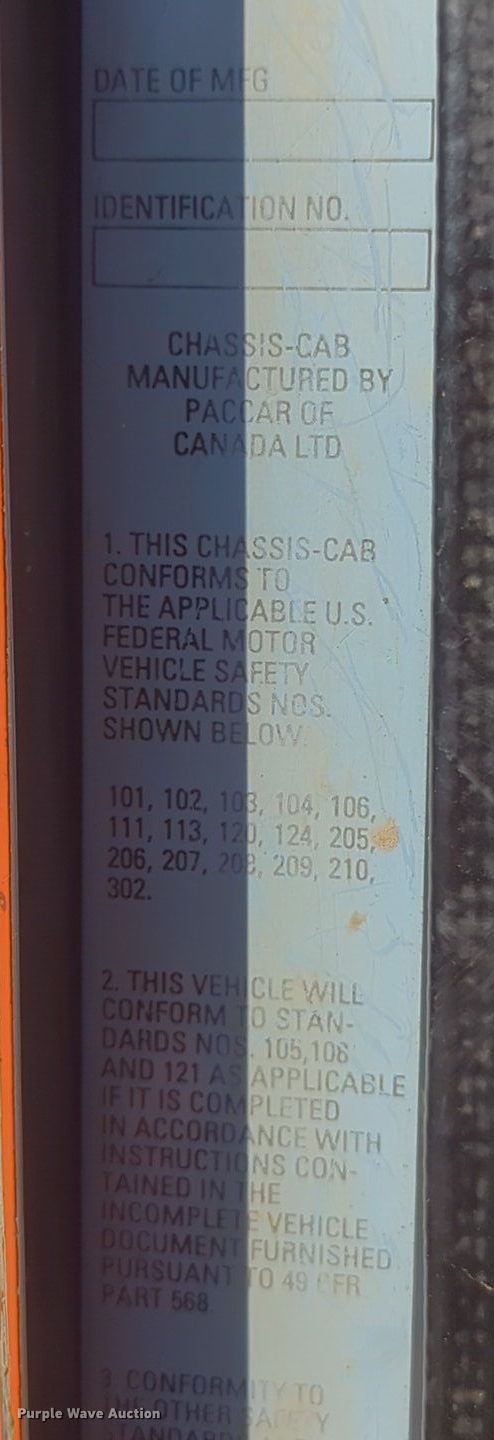 DATE OF MFG
IDENTIFICATION NO.
CHASSIS-CAB
MANUFACTURED BY
PACCAR OF
CANADA LTD
1. THIS CHASSIS-CAB
CONFORMS TO
THE APPLICABLE U.S.
FEDERAL MOTOR
VEHICLE SAFETY
STANDARDS NOS.
SHOWN BELOW.
101, 102, 103, 104, 106,
111, 113, 120, 124, 205,
206, 207, 208, 209, 210,
302.
2. THIS VEHICLE WILL
CONFORM TO STAN-
DARDS NOS. 105,108
AND 121 AS APPLICABLE
IF IT IS COMPLETED
IN ACCORDANCE WITH
INSTRUCTIONS CON-
TAINED IN THE
INCOMPLETE VEHICLE
DOCUMENT FURNISHED
PURSUANT TO 49 CFR
PART 568.
3. CONFORMITY TO
THE OTHER SAFETY
STANDARDS
Purple Wave Auction